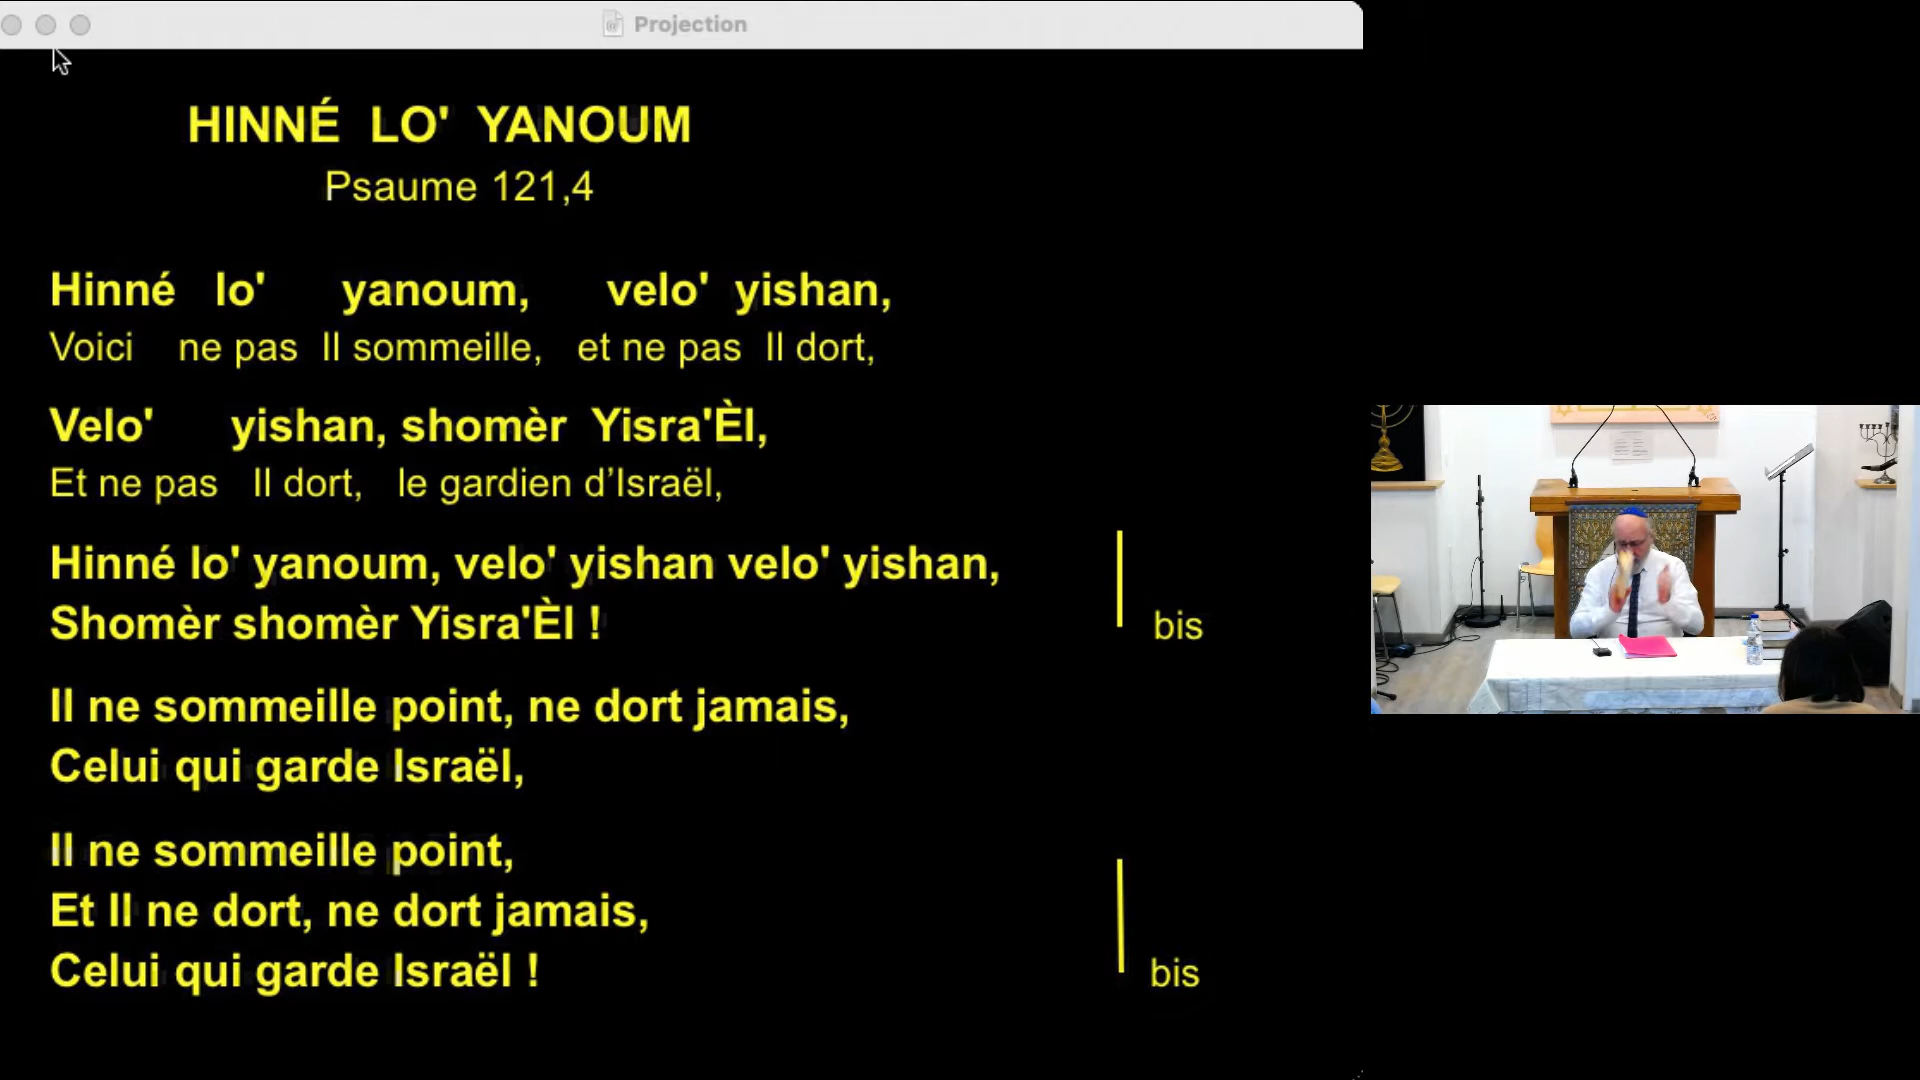 Projection
HINNÉ LO' YANOUM
Psaume 121,4
Hinné lo' yanoum, velo' yishan,
Voici ne pas Il sommeille, et ne pas Il dort,
Velo' yishan, shomèr Yisra'Èl,
Et ne pas Il dort, le gardien d’Israël,
Hinné lo' yanoum, velo' yishan velo' yishan,
Shomèr shomèr Yisra'Èl !
bis
Il ne sommeille point, ne dort jamais,
Celui qui garde Israël,
Il ne sommeille point,
Et Il ne dort, ne dort jamais,
Celui qui garde Israël !
bis